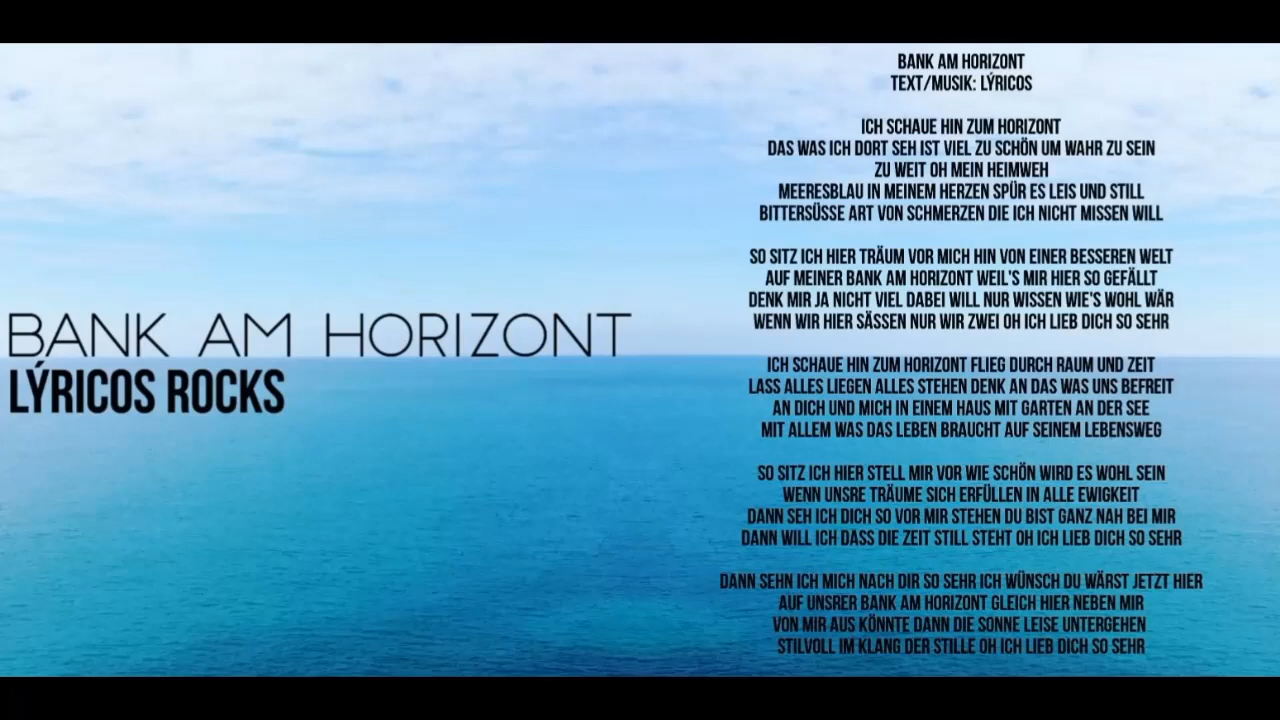 BANK AM HORIZONT
LÝRICOS ROCKS
BANK AM HORIZONT
TEXT/MUSIK: LÝRICOS
ICH SCHAUE HIN ZUM HORIZONT
DAS WAS ICH DORT SEH IST VIEL ZU SCHÖN UM WAHR ZU SEIN
ZU WEIT OH MEIN HEIMWEH
MEERESBLAU IN MEINEM HERZEN SPÜR ES LEIS UND STILL
BITTERSÜSSE ART VON SCHMERZEN DIE ICH NICHT MISSEN WILL
SO SITZ ICH HIER TRÄUM VOR MICH HIN VON EINER BESSEREN WELT
AUF MEINER BANK AM HORIZONT WEIL'S MIR HIER SO GEFÄLLT
DENK MIR JA NICHT VIEL DABEI WILL NUR WISSEN WIE'S WOHL WÄR
WENN WIR HIER SÄSSEN NUR WIR ZWEI OH ICH LIEB DICH SO SEHR
ICH SCHAUE HIN ZUM HORIZONT FLIEG DURCH RAUM UND ZEIT
LASS ALLES LIEGEN ALLES STEHEN DENK AN DAS WAS UNS BEFREIT
AN DICH UND MICH IN EINEM HAUS MIT GARTEN AN DER SEE
MIT ALLEM WAS DAS LEBEN BRAUCHT AUF SEINEM LEBENSWEG
SO SITZ ICH HIER STELL MIR VOR WIE SCHÖN WIRD ES WOHL SEIN
WENN UNSRE TRÄUME SICH ERFÜLLEN IN ALLE EWIGKEIT
DANN SEH ICH DICH SO VOR MIR STEHEN DU BIST GANZ NAH BEI MIR
DANN WILL ICH DASS DIE ZEIT STILL STEHT OH ICH LIEB DICH SO SEHR
DANN SEHN ICH MICH NACH DIR SO SEHR ICH WÜNSCH DU WÄRST JETZT HIER
AUF UNSRER BANK AM HORIZONT GLEICH HIER NEBEN MIR
VON MIR AUS KÖNNTE DANN DIE SONNE LEISE UNTERGEHEN
STILVOLL IM KLANG DER STILLE OH ICH LIEB DICH SO SEHR